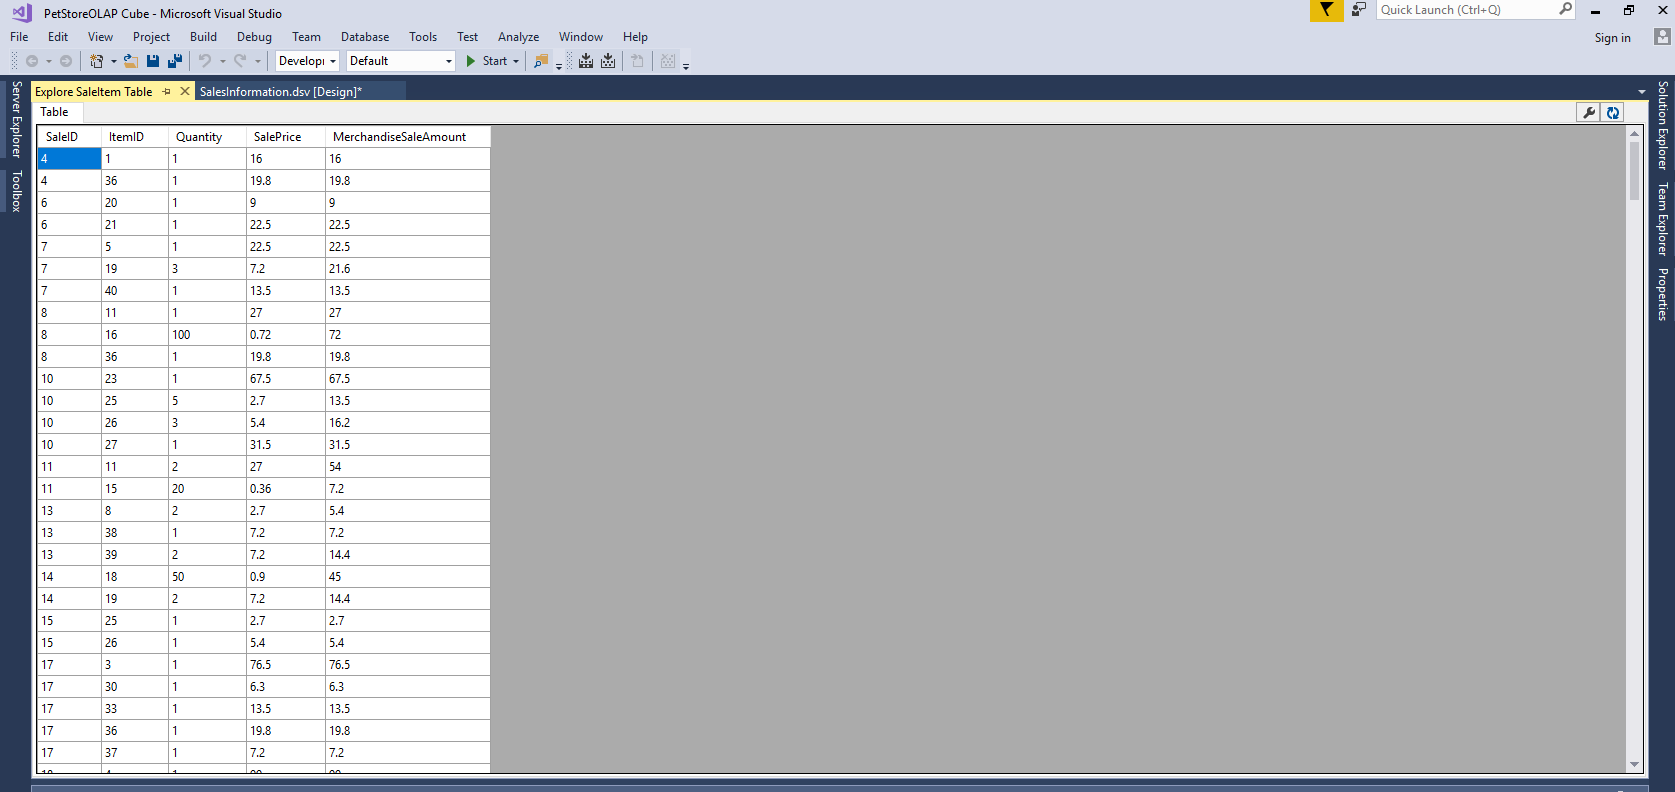 PetStoreOLAP Cube - Microsoft Visual Studio
Quick Launch (Ctrl+Q)
File Edit View Project Build Debug Team Database Tools Test Analyze Window Help
Sign in
Develop Default Start
Explore SaleItem Table SalesInformation.dsv [Design]*
Server Explorer
Toolbox
Solution Explorer
Team Explorer
Properties
Table
SaleID ItemID Quantity SalePrice MerchandiseSaleAmount
4 1 1 16 16
4 36 1 19.8 19.8
6 20 1 9 9
6 21 1 22.5 22.5
7 5 1 22.5 22.5
7 19 3 7.2 21.6
7 40 1 13.5 13.5
8 11 1 27 27
8 16 100 0.72 72
8 36 1 19.8 19.8
10 23 1 67.5 67.5
10 25 5 2.7 13.5
10 26 3 5.4 16.2
10 27 1 31.5 31.5
11 11 2 27 54
11 15 20 0.36 7.2
13 8 2 2.7 5.4
13 38 1 7.2 7.2
13 39 2 7.2 14.4
14 18 50 0.9 45
14 19 2 7.2 14.4
15 25 1 2.7 2.7
15 26 1 5.4 5.4
17 3 1 76.5 76.5
17 30 1 6.3 6.3
17 33 1 13.5 13.5
17 36 1 19.8 19.8
17 37 1 7.2 7.2